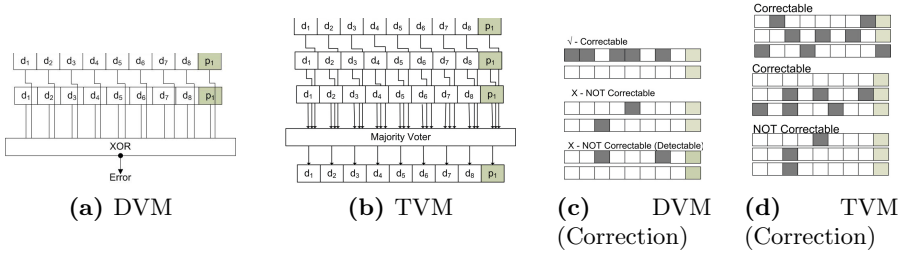 d1 d2 d3 d4 d5 d6 d7 d8 p1
d1 d2 d3 d4 d5 d6 d7 d8 p1
XOR
Error
(a) DVM
d1 d2 d3 d4 d5 d6 d7 d8 p1
d1 d2 d3 d4 d5 d6 d7 d8 p1
d1 d2 d3 d4 d5 d6 d7 d8 p1
Majority Voter
d1 d2 d3 d4 d5 d6 d7 d8 p1
(b) TVM
√ - Correctable
X - NOT Correctable
X - NOT Correctable (Detectable)
(c) DVM
(Correction)
Correctable
Correctable
NOT Correctable
(d) TVM
(Correction)